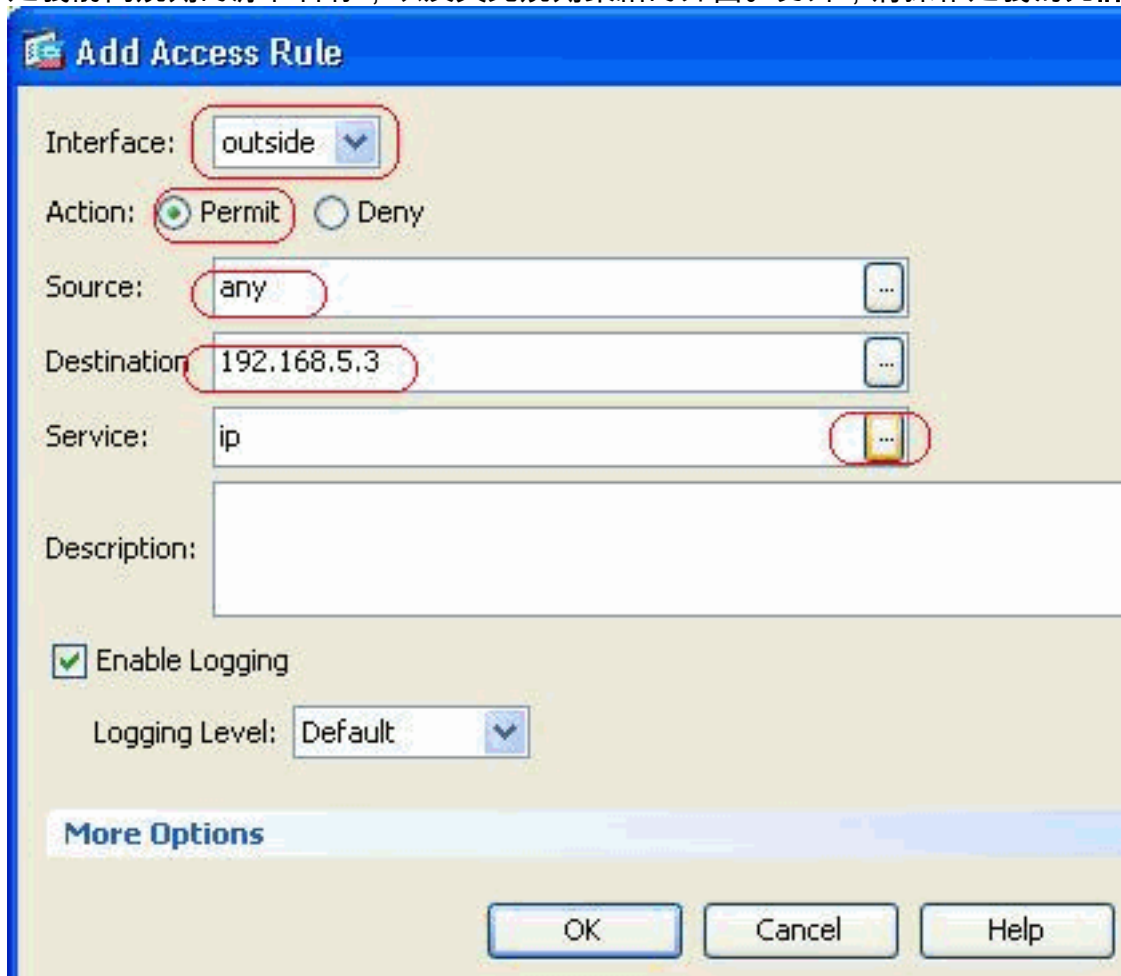 Add Access Rule
Interface: outside
Action: Permit Deny
Source: any ...
Destination 192.168.5.3 ...
Service: ip ...
Description:
Enable Logging
Logging Level: Default
More Options
OK Cancel Help